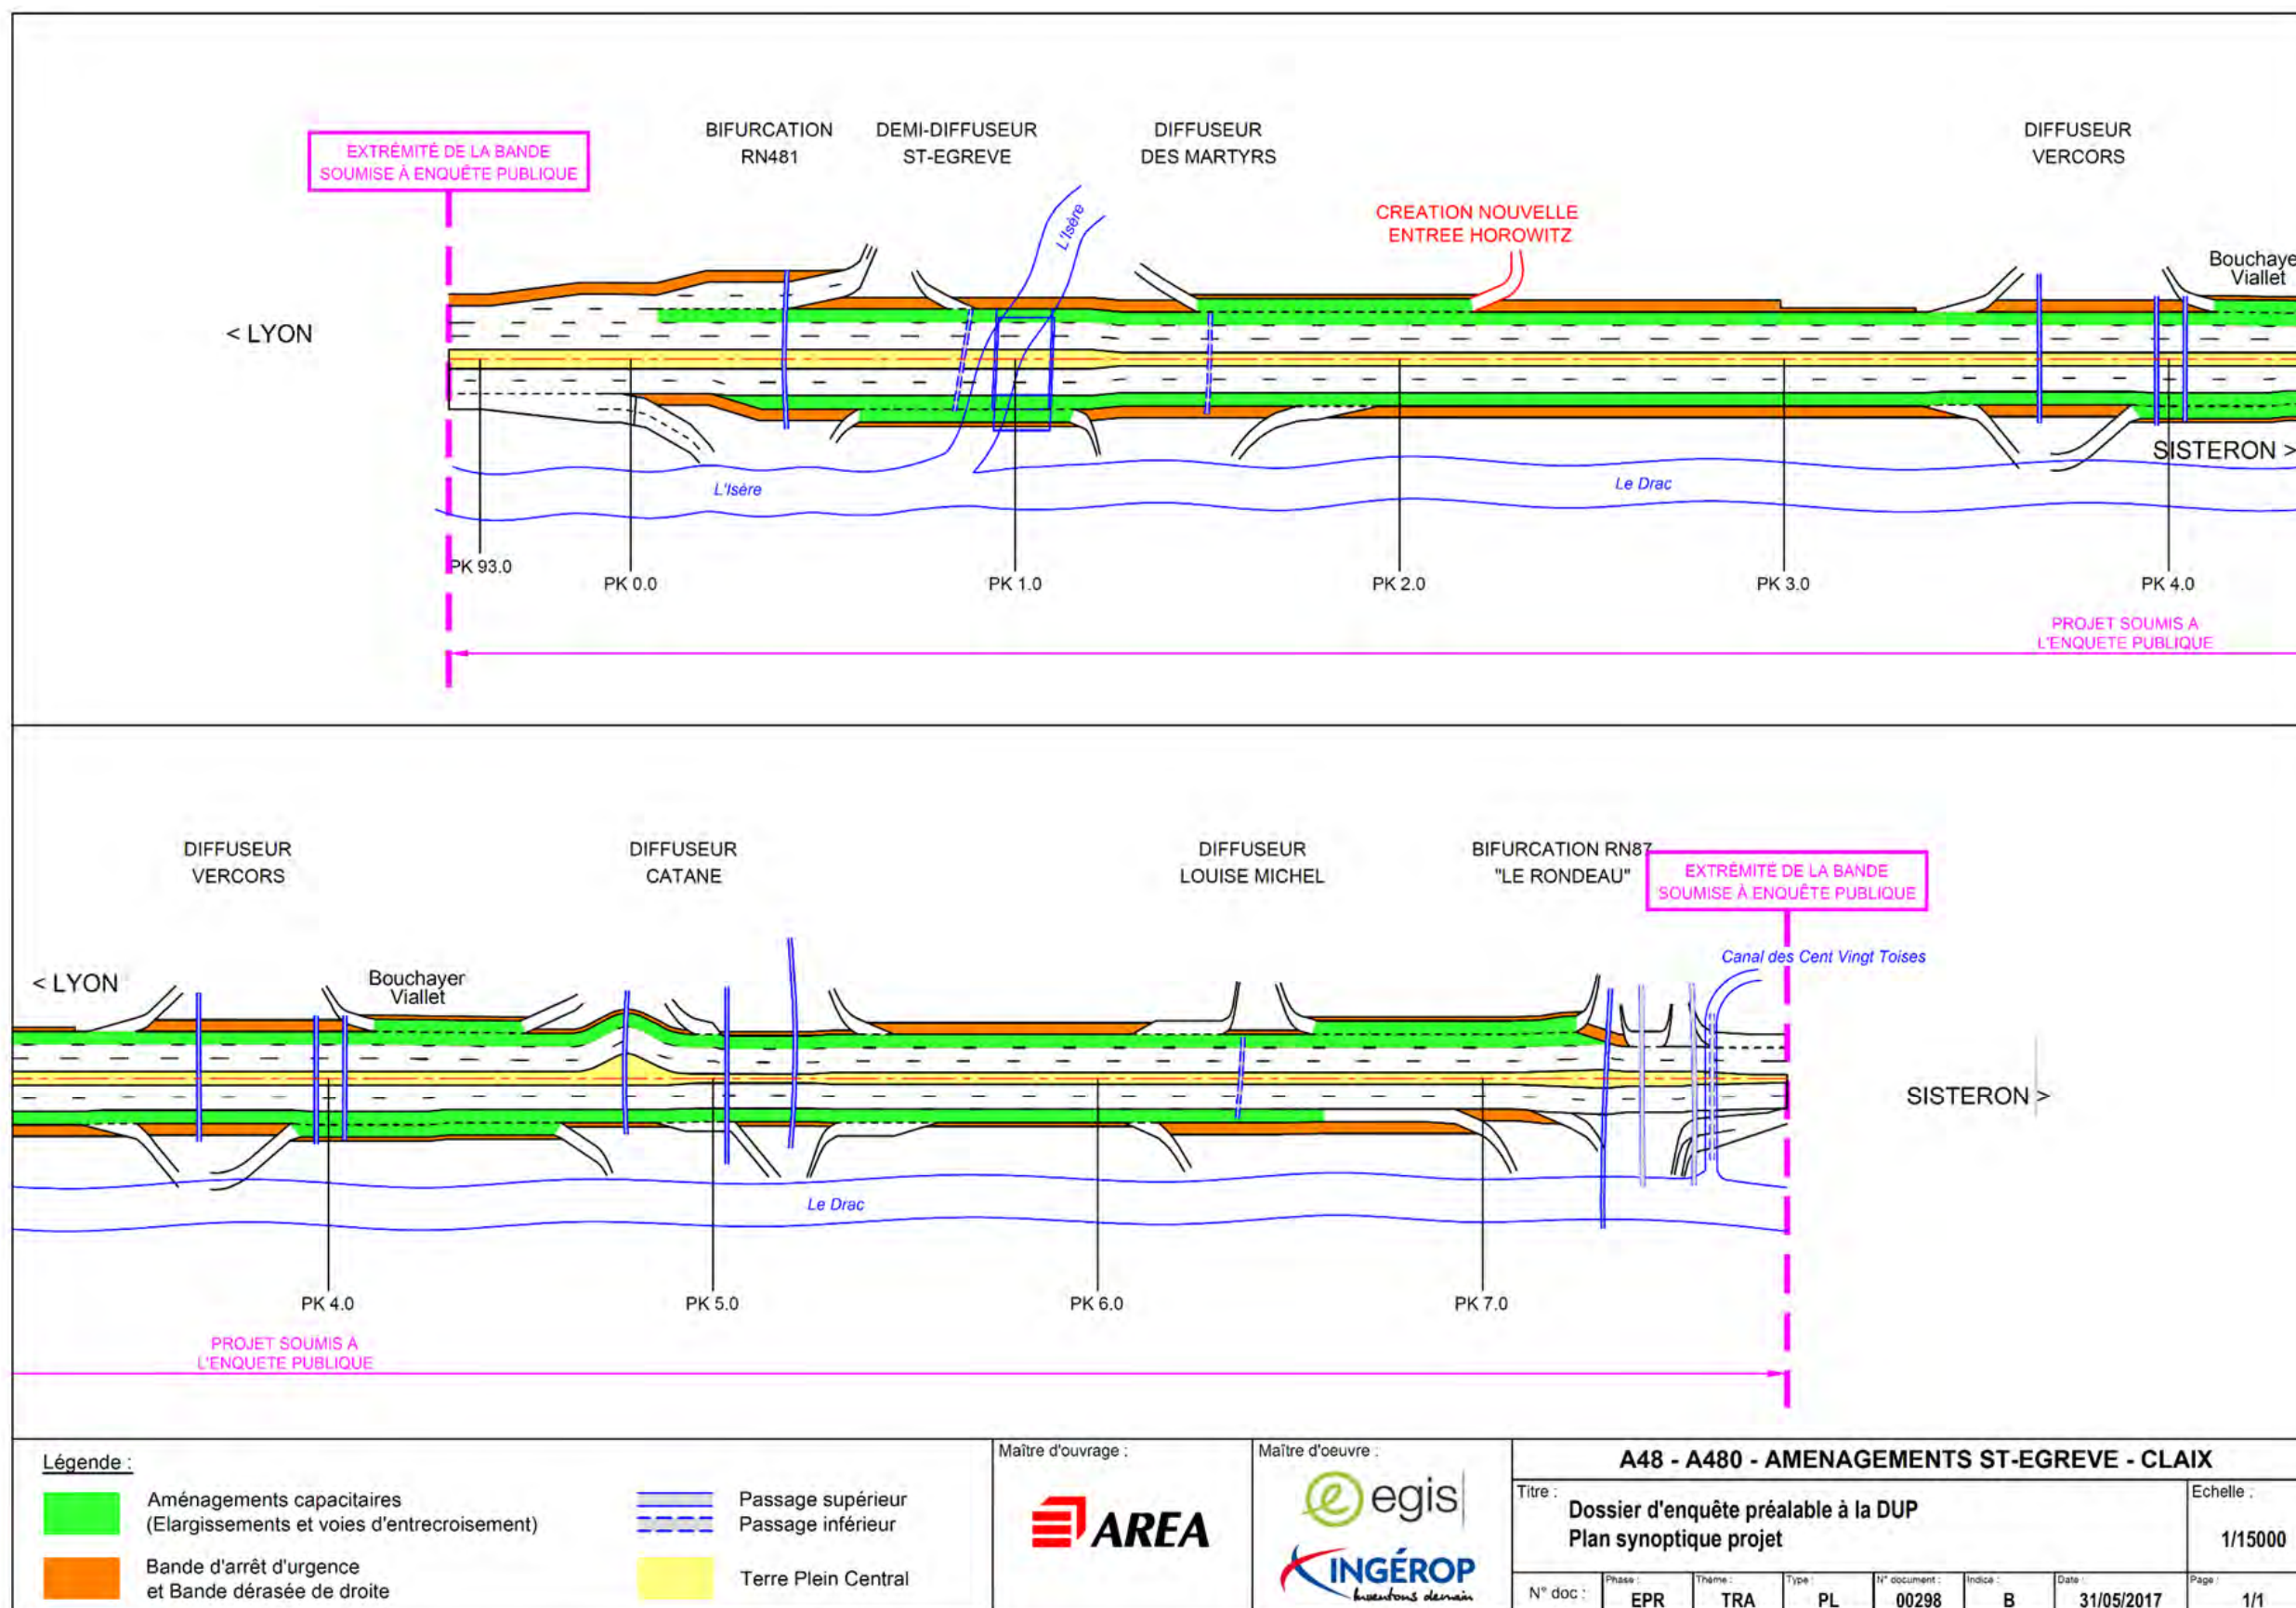 BIFURCATION
RN481
DEMI-DIFFUSEUR
ST-EGREVE
DIFFUSEUR
DES MARTYRS
DIFFUSEUR
VERCORS
EXTRÉMITÉ DE LA BANDE
SOUMISE À ENQUÊTE PUBLIQUE
CREATION NOUVELLE
ENTREE HOROWITZ
L'Isère
Bouchaye
Viallet
< LYON
SISTERON >
L'Isère
Le Drac
PK 93.0
PK 0.0
PK 1.0
PK 2.0
PK 3.0
PK 4.0
PROJET SOUMIS A
L'ENQUETE PUBLIQUE
DIFFUSEUR
VERCORS
DIFFUSEUR
CATANE
DIFFUSEUR
LOUISE MICHEL
BIFURCATION RN87
"LE RONDEAU"
EXTRÉMITÉ DE LA BANDE
SOUMISE À ENQUÊTE PUBLIQUE
Canal des Cent Vingt Toises
< LYON
Bouchayer
Viallet
SISTERON >
Le Drac
PK 4.0
PK 5.0
PK 6.0
PK 7.0
PROJET SOUMIS A
L'ENQUETE PUBLIQUE
Légende :
Aménagements capacitaires
(Elargissements et voies d'entrecroisement)
Bande d'arrêt d'urgence
et Bande dérasée de droite
Passage supérieur
Passage inférieur
Terre Plein Central
Maître d'ouvrage :
AREA
Maître d'oeuvre :
egis
INGÉROP
Inventons demain
A48 - A480 - AMENAGEMENTS ST-EGREVE - CLAIX
Titre :
Dossier d'enquête préalable à la DUP
Plan synoptique projet
Echelle :
1/15000
N° doc :
Phase :
EPR
Thème :
TRA
Type :
PL
N° document :
00298
Indice :
B
Date :
31/05/2017
Page :
1/1